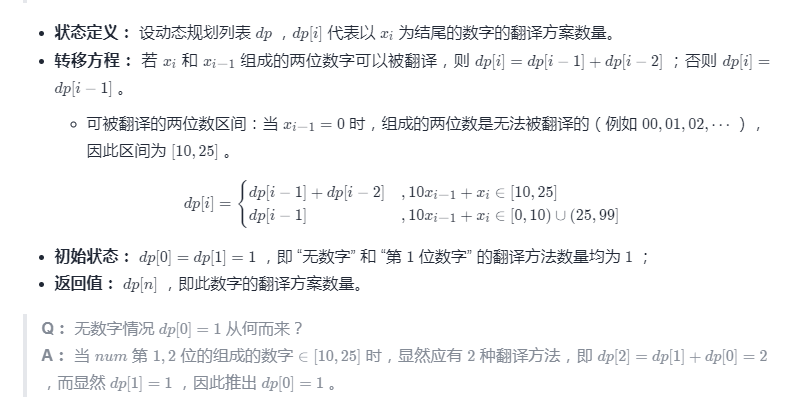 • 状态定义： 设动态规划列表 dp ，dp[i] 代表以 x_i 为结尾的数字的翻译方案数量。
• 转移方程： 若 x_i 和 x_{i−1} 组成的两位数字可以被翻译，则 dp[i] = dp[i − 1] + dp[i − 2] ；否则 dp[i] =
dp[i − 1] 。
◦ 可被翻译的两位数区间：当 x_{i−1} = 0 时，组成的两位数是无法被翻译的（例如 00, 01, 02, ⋯ ），
因此区间为 [10, 25] 。
dp[i] = { dp[i − 1] + dp[i − 2] , 10x_{i−1} + x_i ∈ [10, 25]
dp[i − 1] , 10x_{i−1} + x_i ∈ [0, 10) ∪ (25, 99]
• 初始状态： dp[0] = dp[1] = 1 ，即 “无数字” 和 “第 1 位数字” 的翻译方法数量均为 1 ；
• 返回值： dp[n] ，即此数字的翻译方案数量。
Q： 无数字情况 dp[0] = 1 从何而来？
A： 当 num 第 1, 2 位的组成的数字 ∈ [10, 25] 时，显然应有 2 种翻译方法，即 dp[2] = dp[1] + dp[0] = 2
，而显然 dp[1] = 1 ，因此推出 dp[0] = 1 。